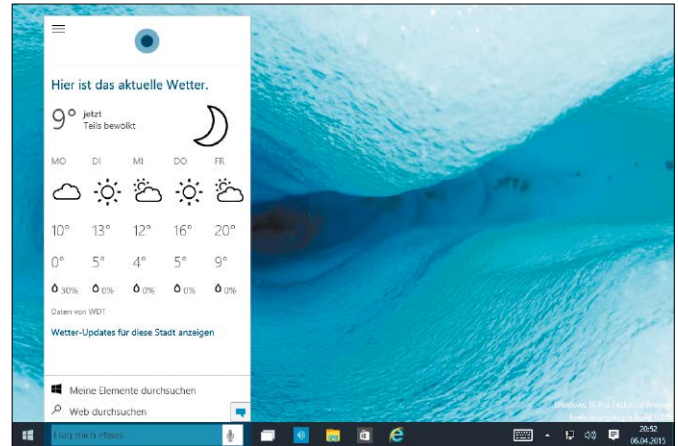 Hier ist das aktuelle Wetter.
9° jetzt
Teils bewölkt
MO DI MI DO FR
10° 13° 12° 16° 20°
0° 5° 4° 5° 9°
30% 0% 0% 0% 0%
Daten von WDT
Wetter-Updates für diese Stadt anzeigen
Meine Elemente durchsuchen
Web durchsuchen
Windows 10 Pro Technical Preview
Frag mich etwas
20:52
06.04.2015